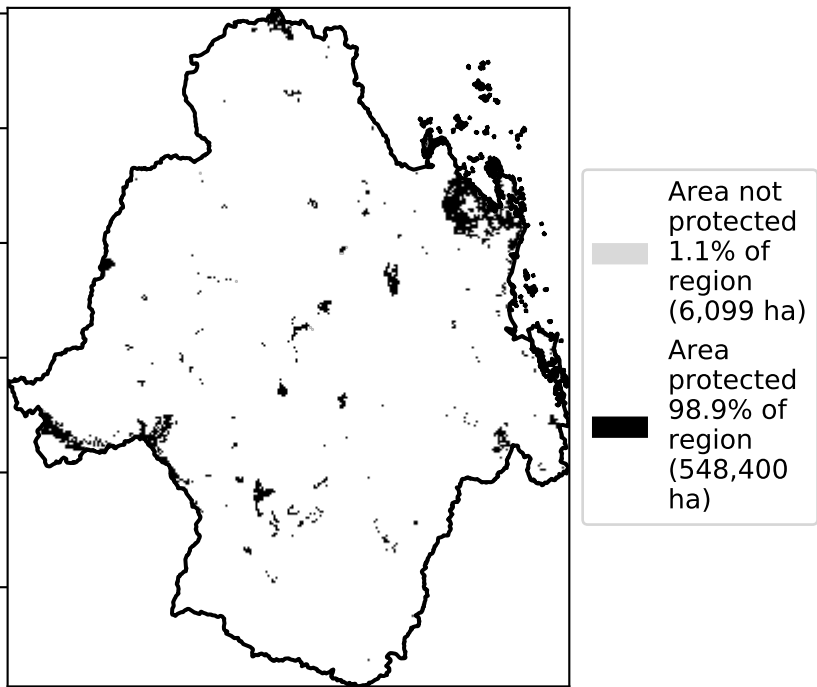 Area not
protected
1.1% of
region
(6,099 ha)
Area
protected
98.9% of
region
(548,400
ha)